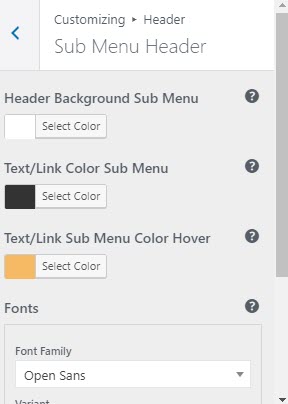 Customizing ▸ Header
Sub Menu Header
Header Background Sub Menu
Select Color
Text/Link Color Sub Menu
Select Color
Text/Link Sub Menu Color Hover
Select Color
Fonts
Font Family
Open Sans
Variant